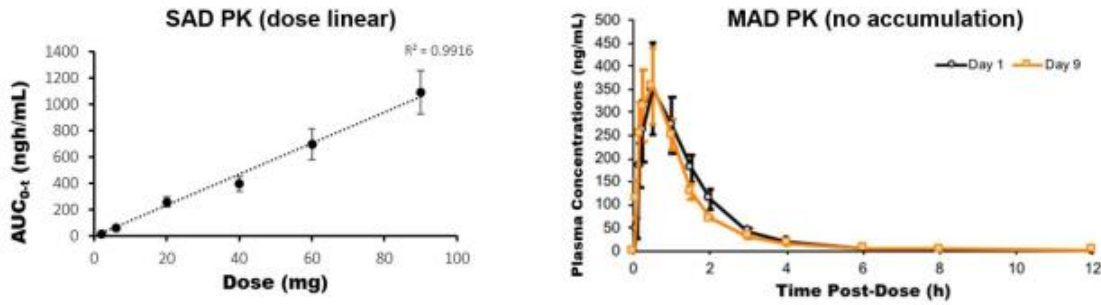 SAD PK (dose linear)
R² = 0.9916
AUC0-t (ngh/mL)
1400
1200
1000
800
600
400
200
0
0 20 40 60 80 100
Dose (mg)
MAD PK (no accumulation)
Plasma Concentrations (ng/mL)
500
450
400
350
300
250
200
150
100
50
0
Day 1 Day 9
0 2 4 6 8 10 12
Time Post-Dose (h)